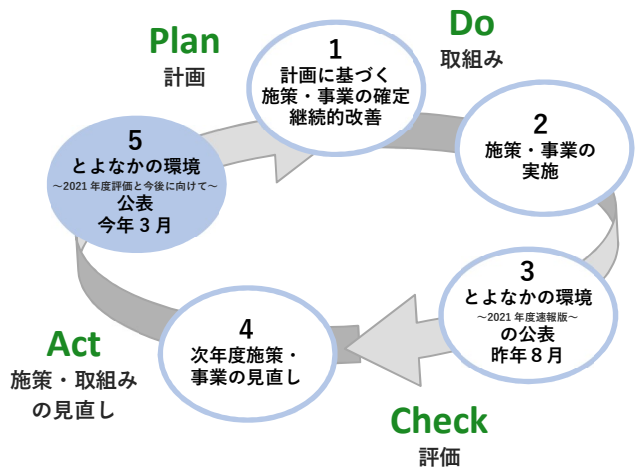 Plan
計画
1
計画に基づく
施策・事業の確定
継続的改善
Do
取組み
2
施策・事業の
実施
3
とよなかの環境
～2021 年度速報版～
の公表
昨年８月
Check
評価
4
次年度施策・
事業の見直し
Act
施策・取組み
の見直し
5
とよなかの環境
～2021 年度評価と今後に向けて～
公表
今年３月